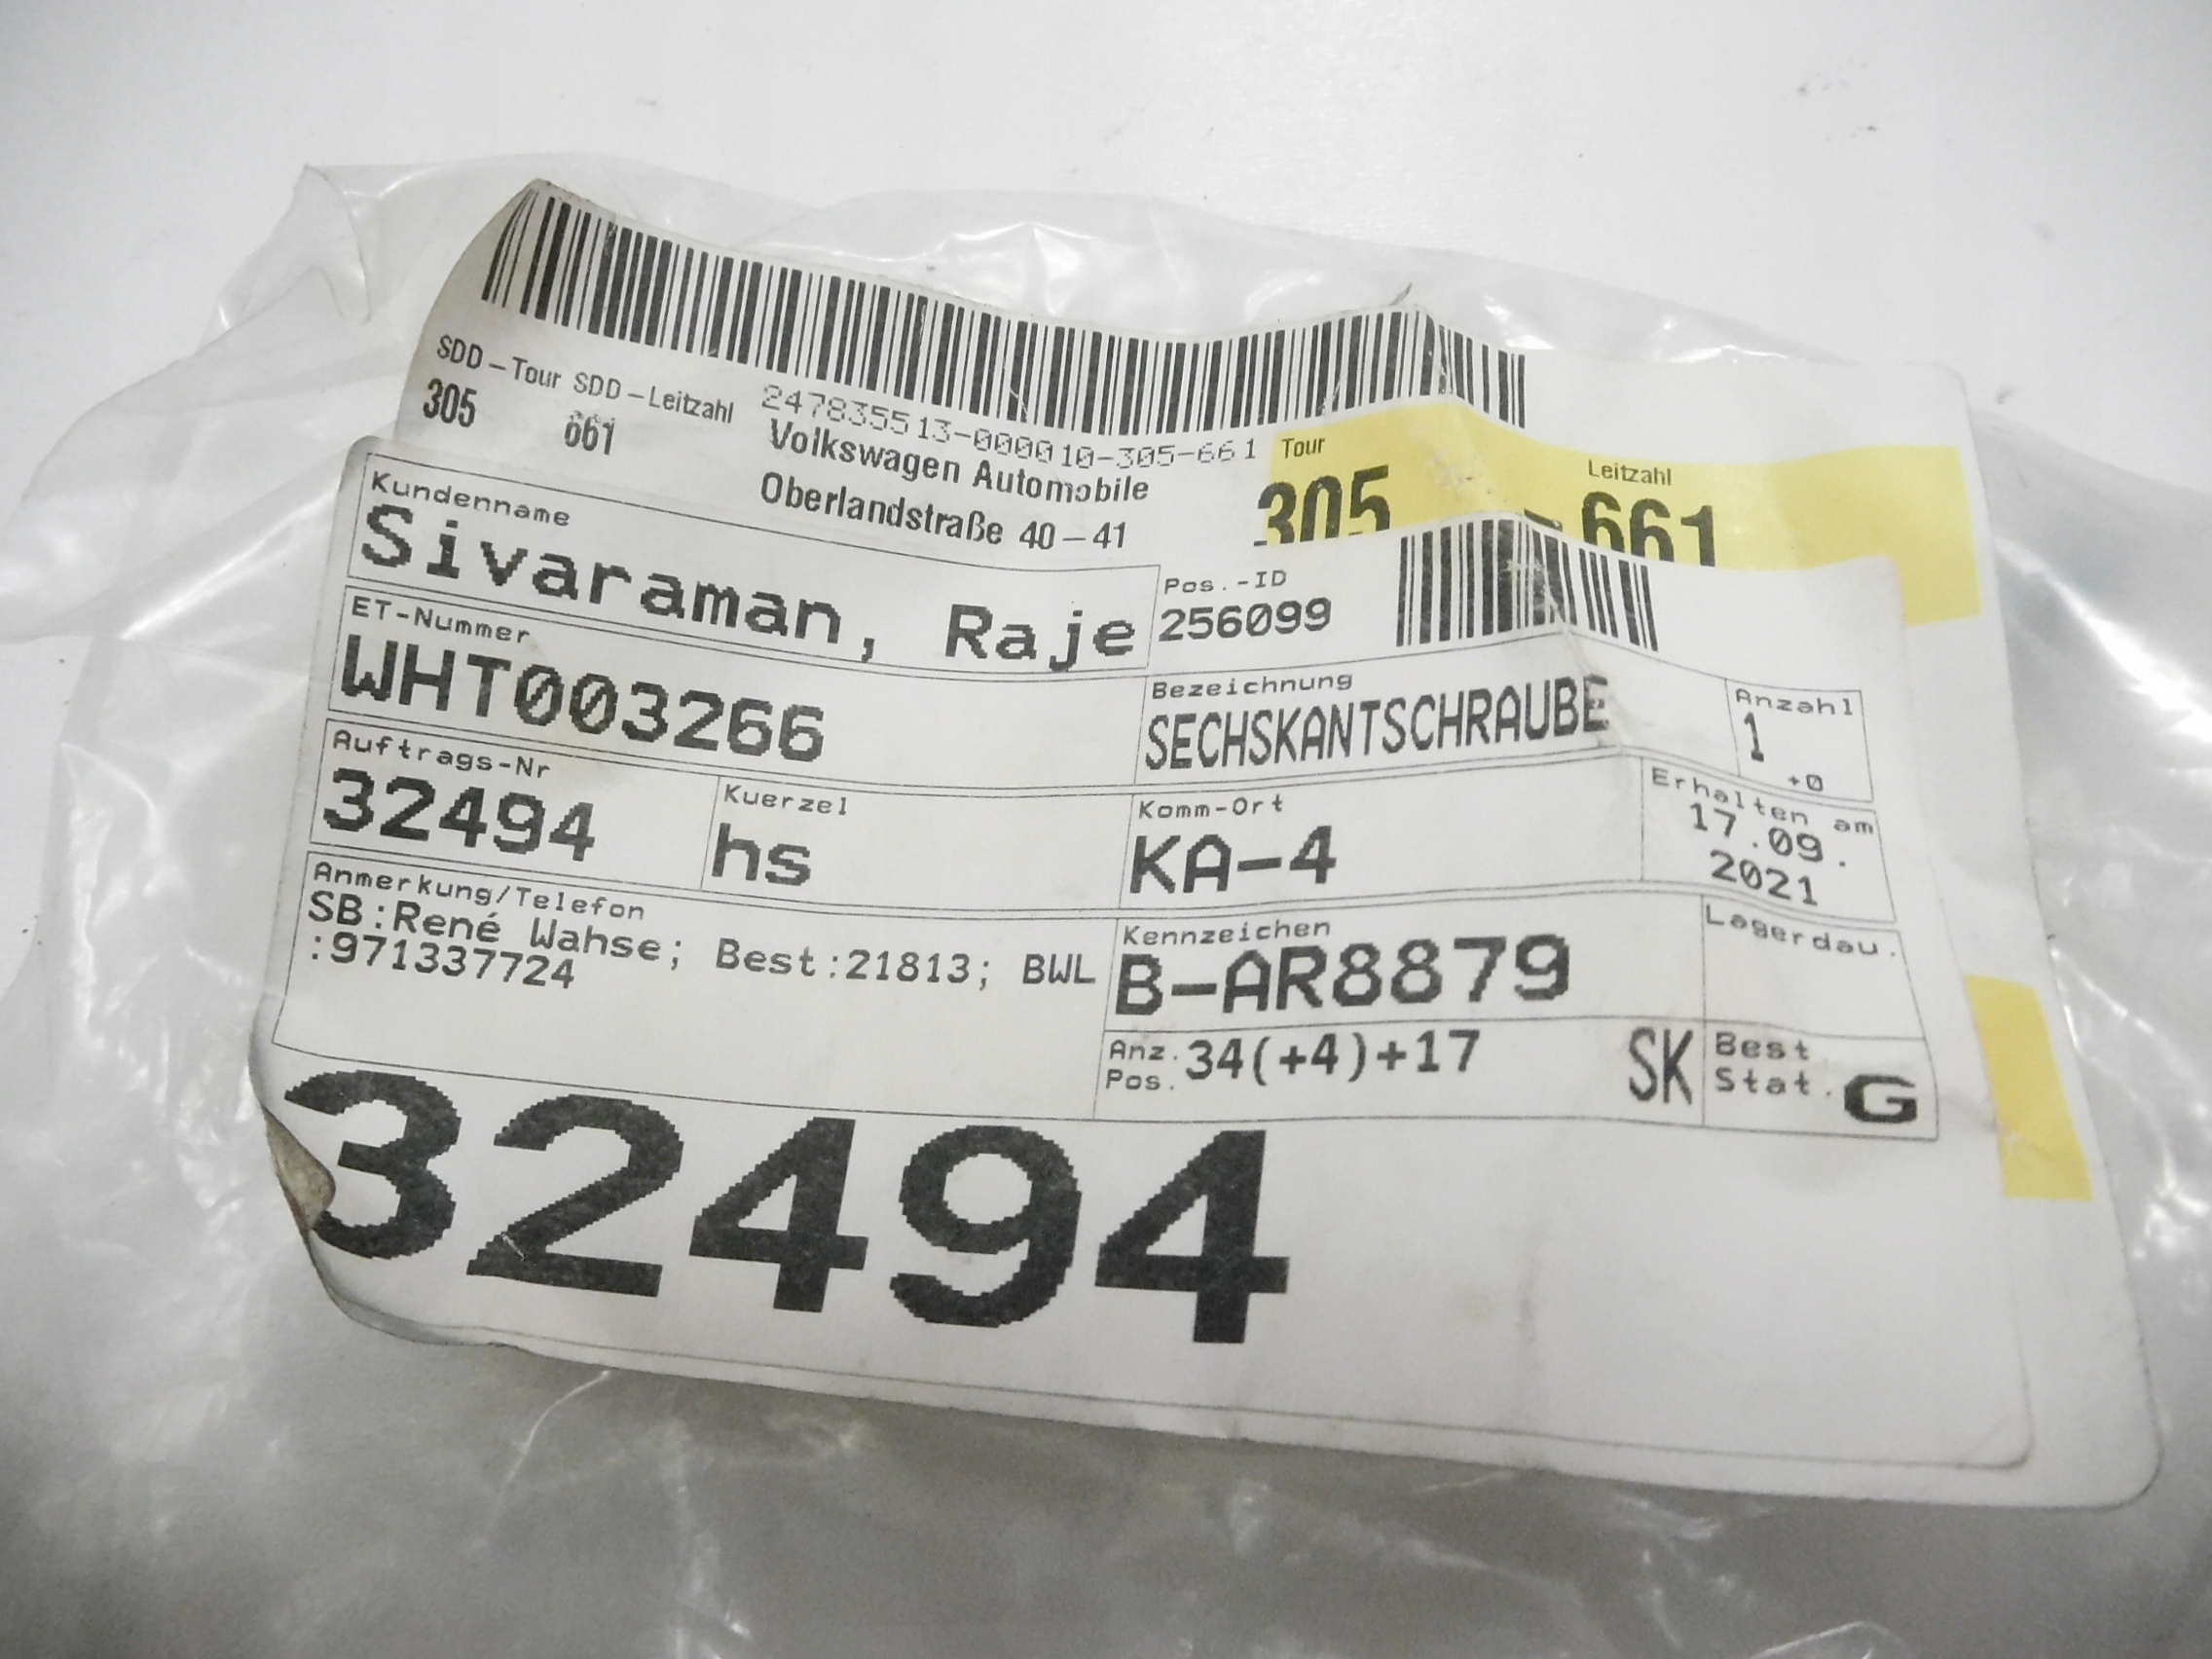 247835513-000010-305-661
SDD-Tour SDD-Leitzahl
305 661
Volkswagen Automobile
Oberlandstraße 40-41
Tour Leitzahl
305 - 661
Kundenname
Sivaraman, Raje
Pos.-ID
256099
ET-Nummer
WHT003266
Bezeichnung
SECHSKANTSCHRAUBE
Anzahl
1
+0
Auftrags-Nr
32494
Kuerzel
hs
Komm-Ort
KA-4
Erhalten am
17.09.
2021
Anmerkung/Telefon
SB:René Wahse; Best:21813; BWL
:971337724
Kennzeichen
B-AR8879
Lagerdau.
Anz. Pos. 34(+4)+17 SK
Best Stat. G
32494